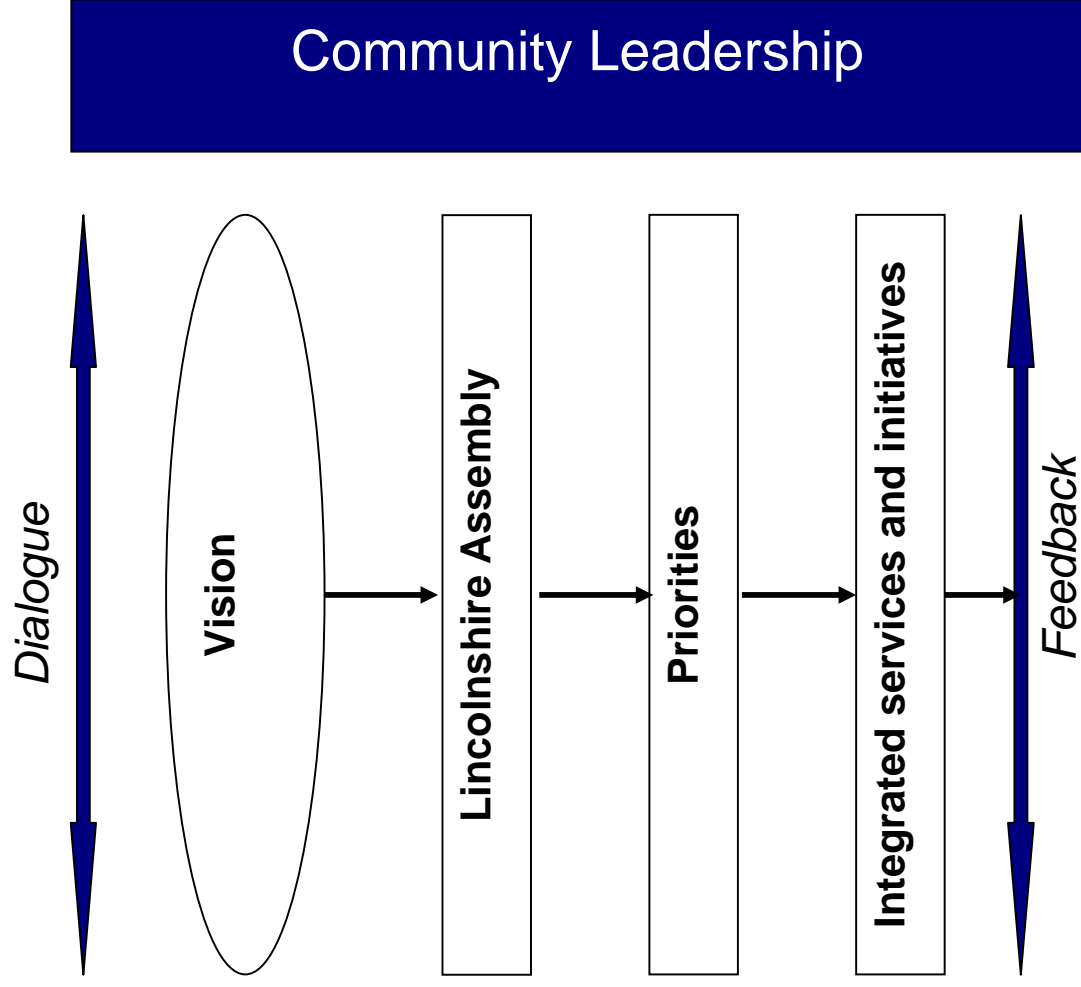 Community Leadership
Dialogue
Vision
Lincolnshire Assembly
Priorities
Integrated services and initiatives
Feedback